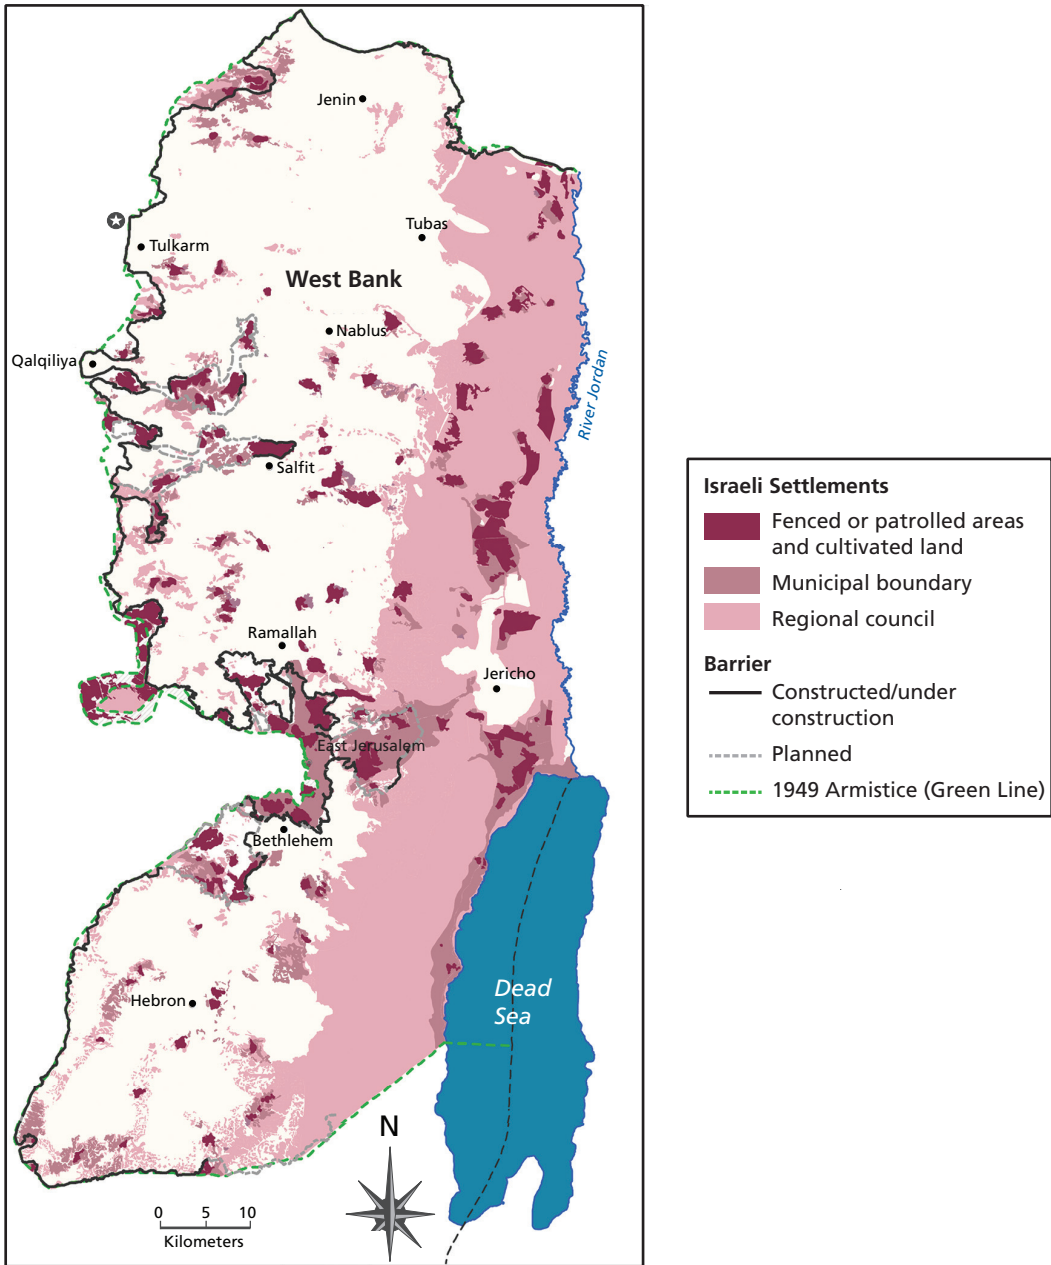 Jenin
Tubas
Tulkarm
West Bank
Nablus
Qalqiliya
River Jordan
Salfit
Ramallah
Jericho
East Jerusalem
Bethlehem
Dead
Sea
Hebron
N
0 5 10
Kilometers
Israeli Settlements
Fenced or patrolled areas
and cultivated land
Municipal boundary
Regional council
Barrier
Constructed/under
construction
Planned
1949 Armistice (Green Line)